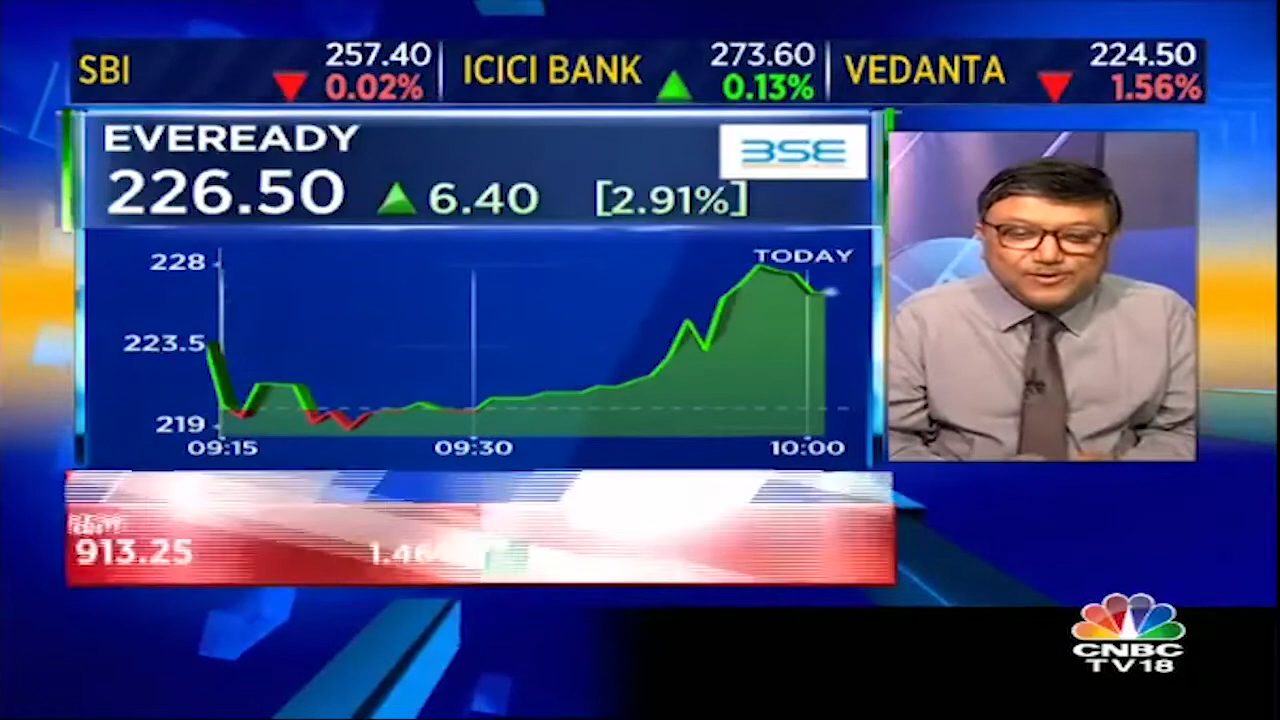 SBI 257.40 ▼ 0.02%
ICICI BANK 273.60 ▲ 0.13%
VEDANTA 224.50 ▼ 1.56%
EVEREADY
BSE
226.50 ▲ 6.40 [2.91%]
TODAY
228
223.5
219
09:15 09:30 10:00
913.25
CNBC
TV18